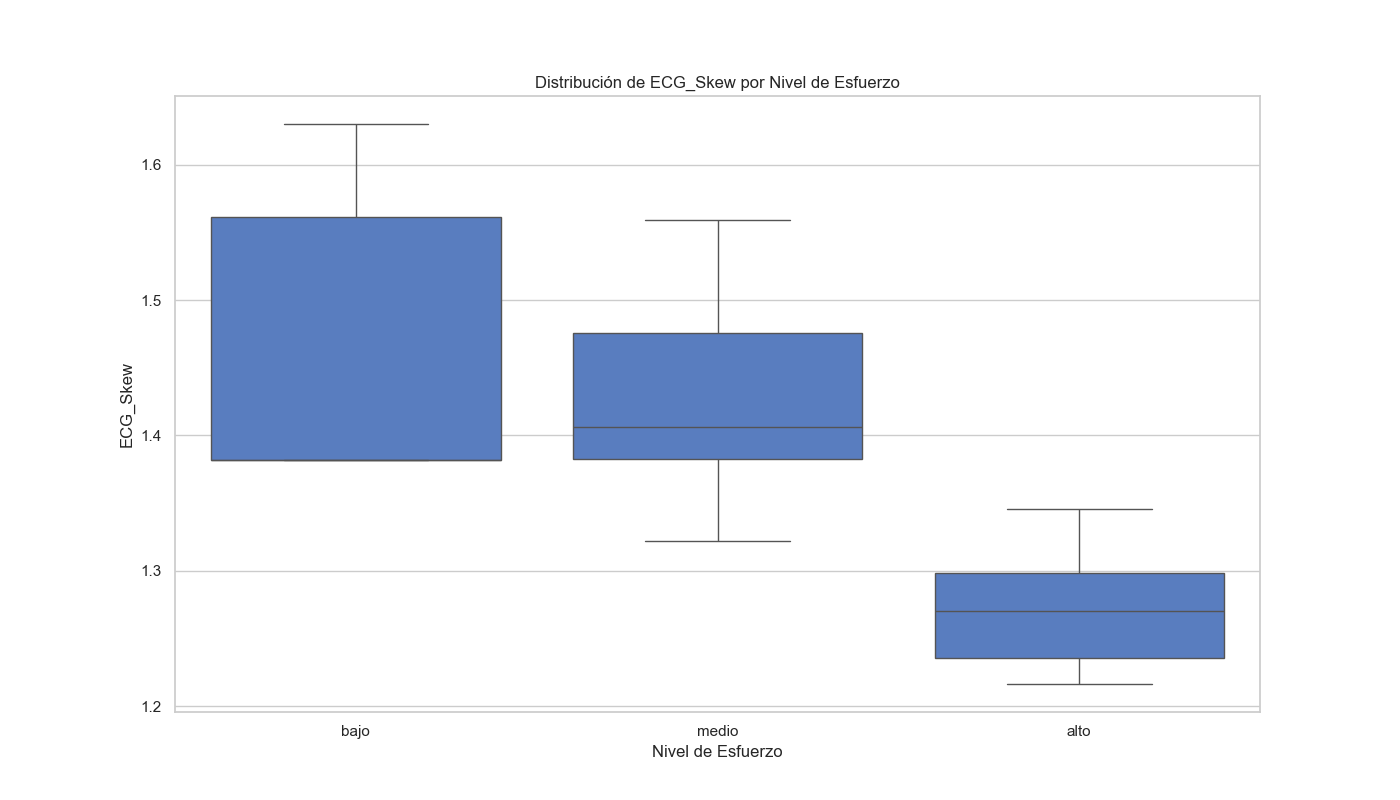 Distribución de ECG_Skew por Nivel de Esfuerzo
1.6
1.5
1.4
1.3
1.2
ECG_Skew
bajo medio alto
Nivel de Esfuerzo